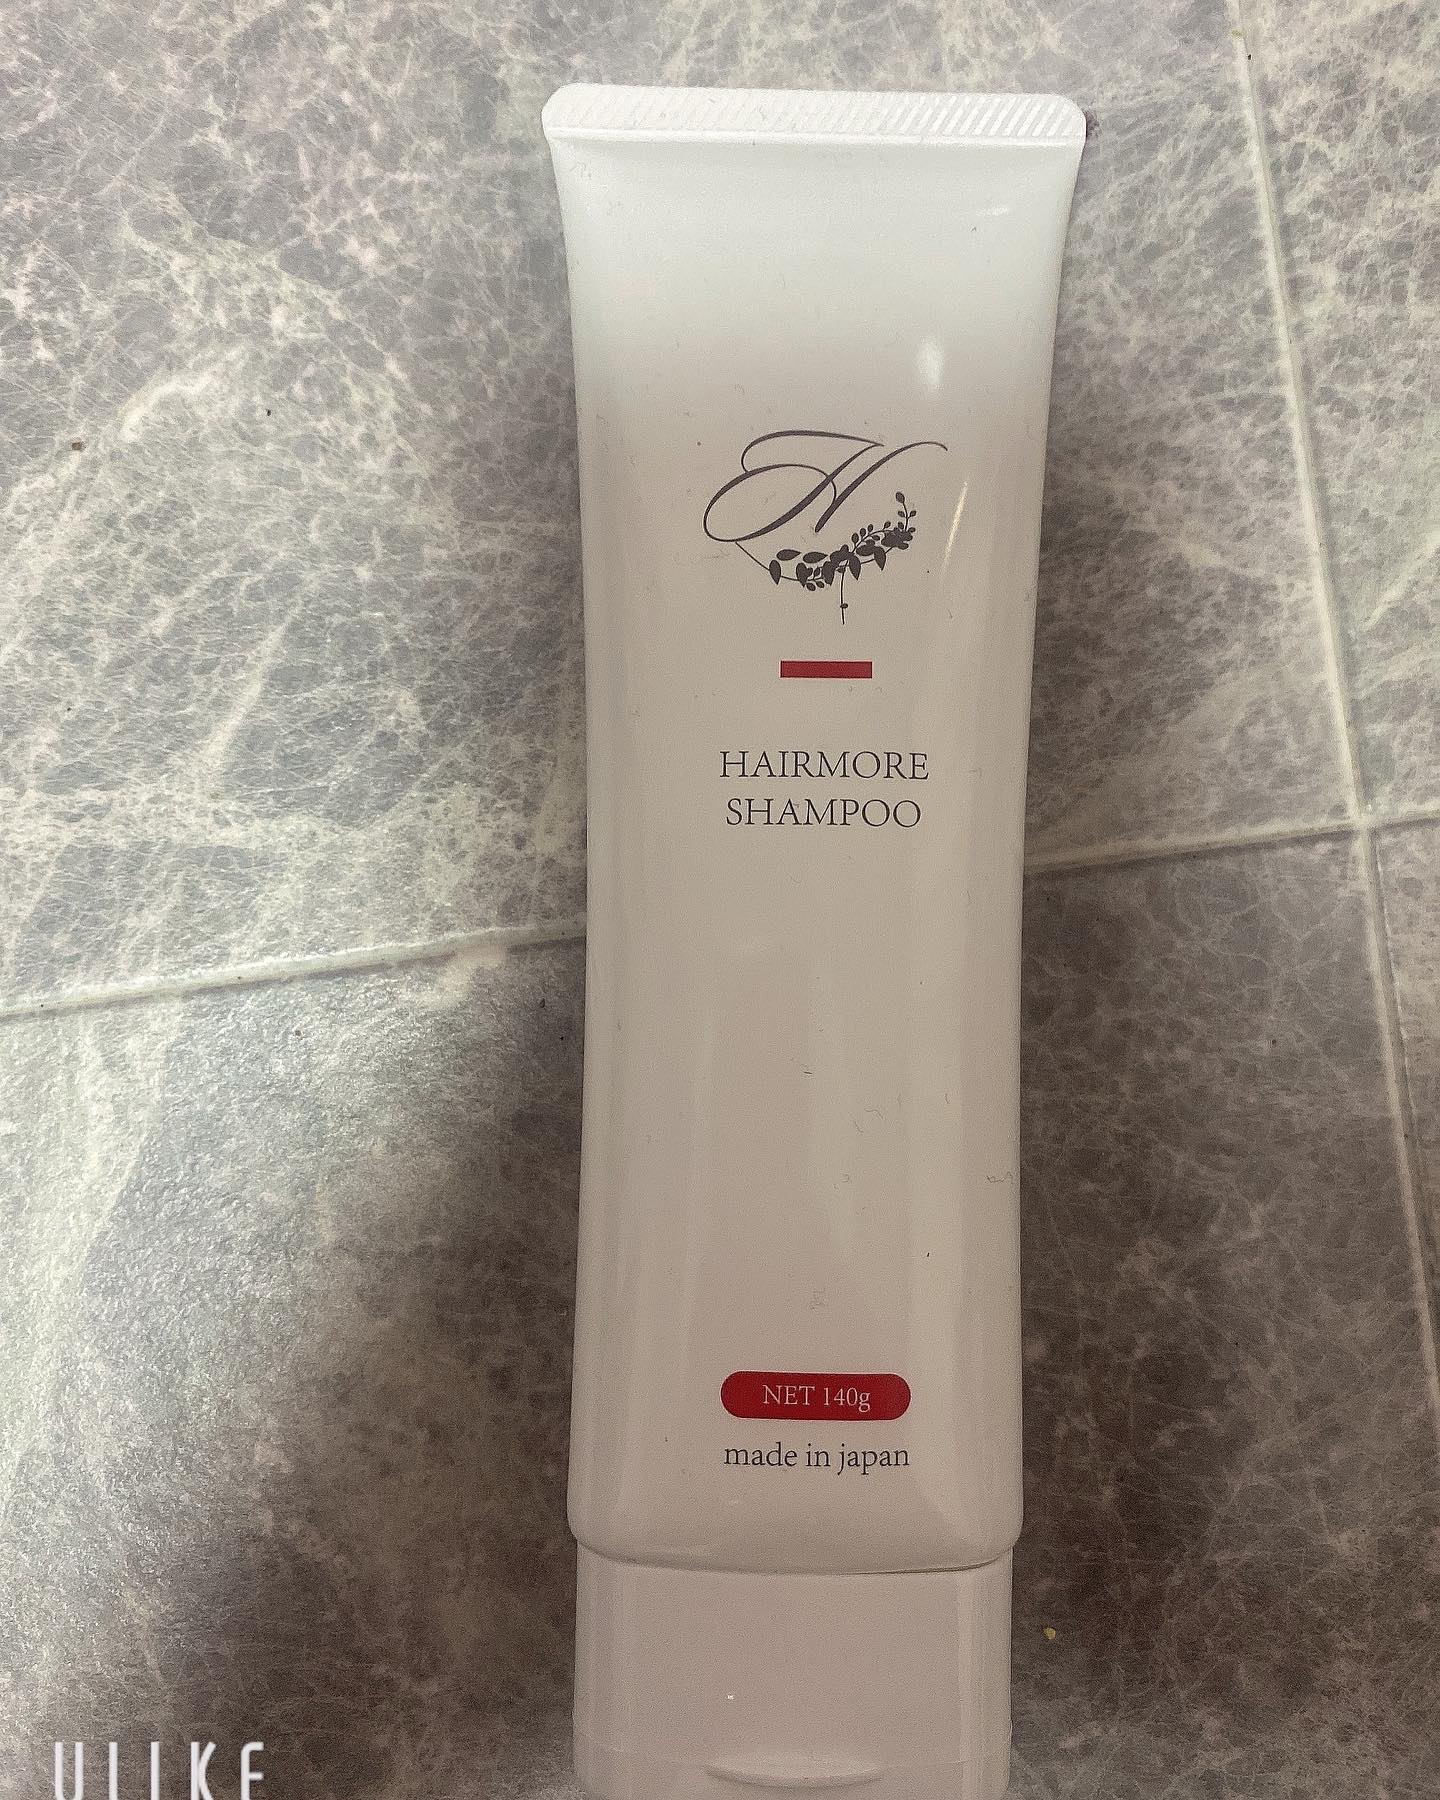 H
HAIRMORE
SHAMPOO
NET 140g
made in japan
ULIKE